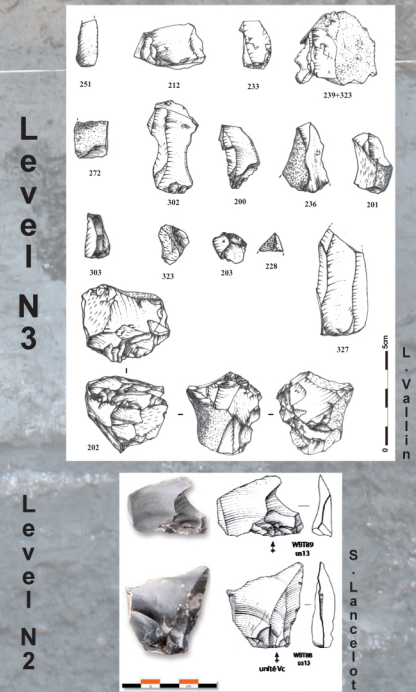 251
212
233
239+323
272
302
200
236
201
303
323
203
228
327
202
Level N3
5cm
0
L. Vallin
Level N2
WBT89
us13
WBT88
us13
unité Vc
S. Lancelot